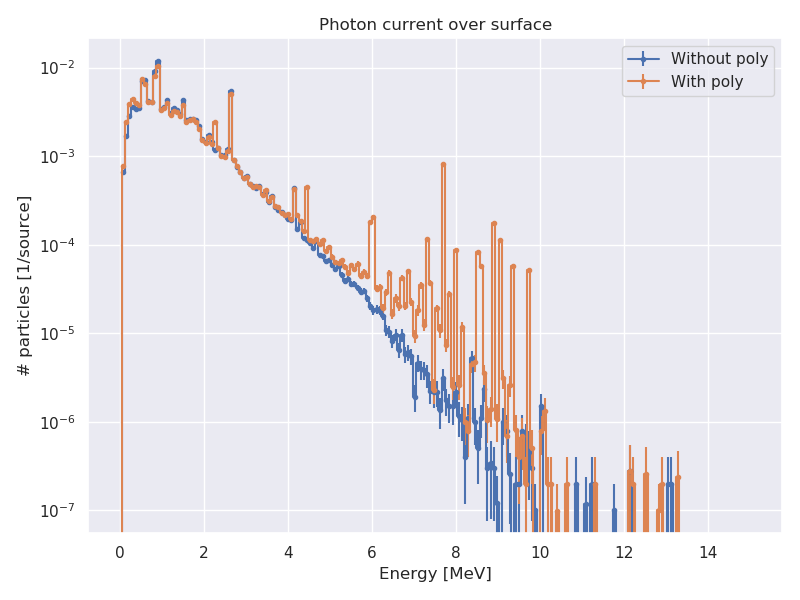 Photon current over surface
Without poly
With poly
# particles [1/source]
10⁻²
10⁻³
10⁻⁴
10⁻⁵
10⁻⁶
10⁻⁷
0 2 4 6 8 10 12 14
Energy [MeV]